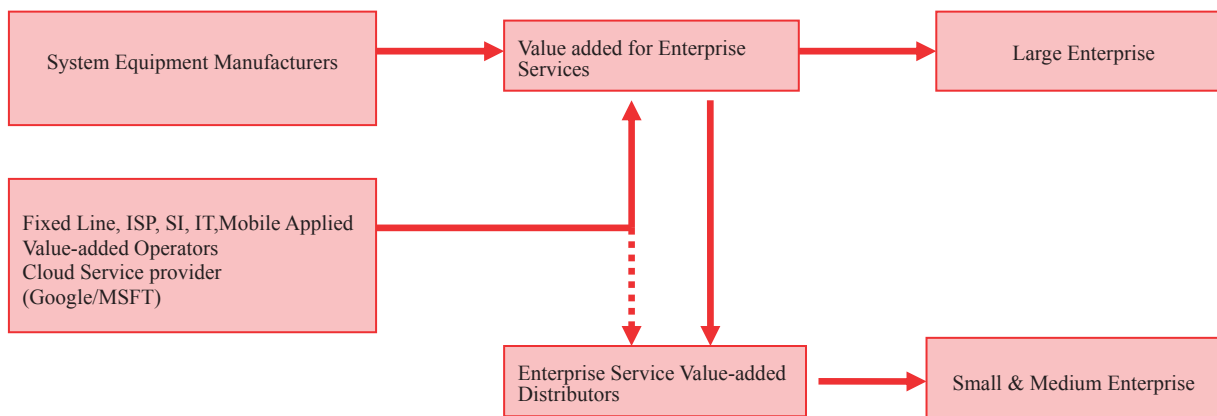 System Equipment Manufacturers
Value added for Enterprise
Services
Large Enterprise
Fixed Line, ISP, SI, IT,Mobile Applied
Value-added Operators
Cloud Service provider
(Google/MSFT)
Enterprise Service Value-added
Distributors
Small & Medium Enterprise